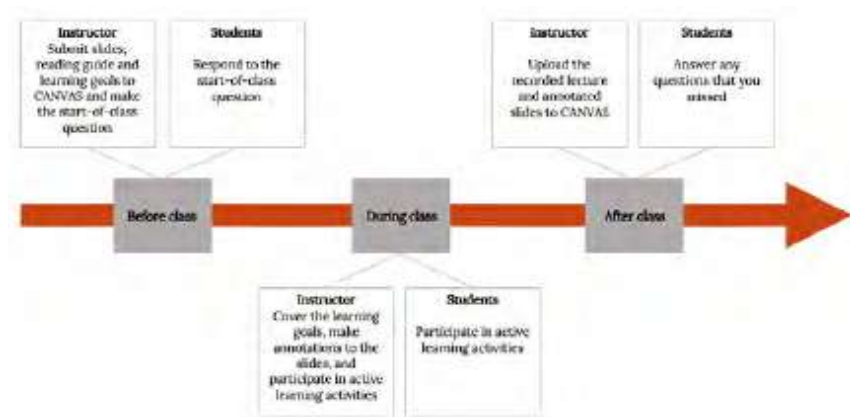 Instructor
Submit slides,
reading guide and
learning goals to
CANVAS and make
the start-of-class
question
Students
Respond to the
start-of-class
question
Instructor
Upload the
recorded lecture
and annotated
slides to CANVAS
Students
Answer any
questions that you
missed
Before class
During class
After class
Instructor
Cover the learning
goals, make
annotations to the
slides, and
participate in active
learning activities
Students
Participate in active
learning activities